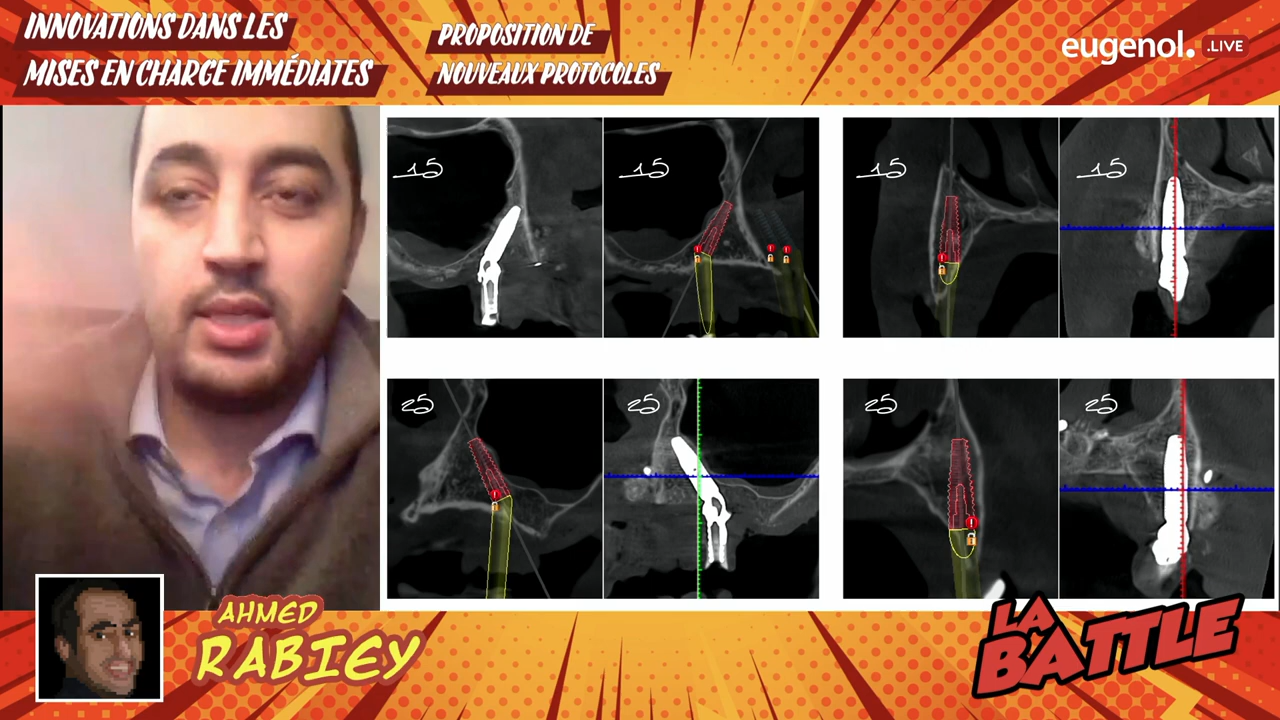 INNOVATIONS DANS LES
MISES EN CHARGE IMMÉDIATES
PROPOSITION DE
NOUVEAUX PROTOCOLES
eugenol. .LIVE
15
15
15
15
25
25
25
25
AHMED
RABIEY
LA
BATTLE